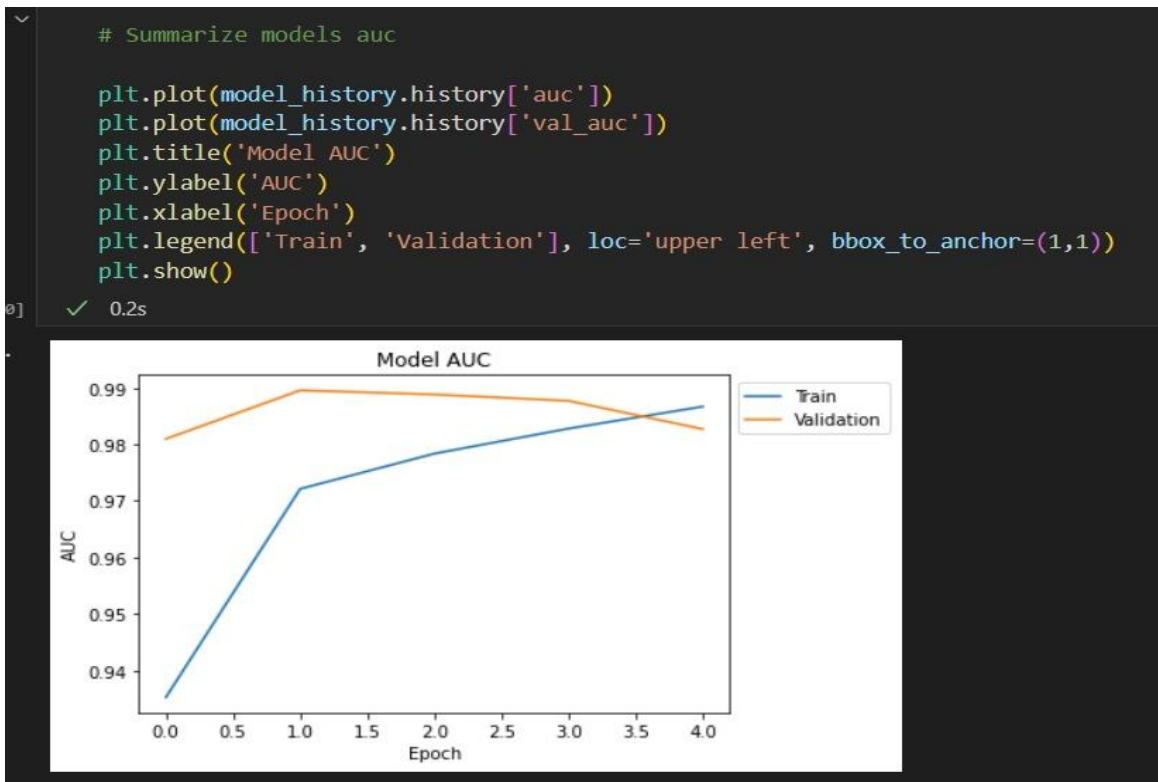 # Summarize models auc
plt.plot(model_history.history['auc'])
plt.plot(model_history.history['val_auc'])
plt.title('Model AUC')
plt.ylabel('AUC')
plt.xlabel('Epoch')
plt.legend(['Train', 'Validation'], loc='upper left', bbox_to_anchor=(1,1))
plt.show()
0]
✓ 0.2s
Model AUC
Train
Validation
0.99
0.98
0.97
0.96
0.95
0.94
AUC
0.0 0.5 1.0 1.5 2.0 2.5 3.0 3.5 4.0
Epoch